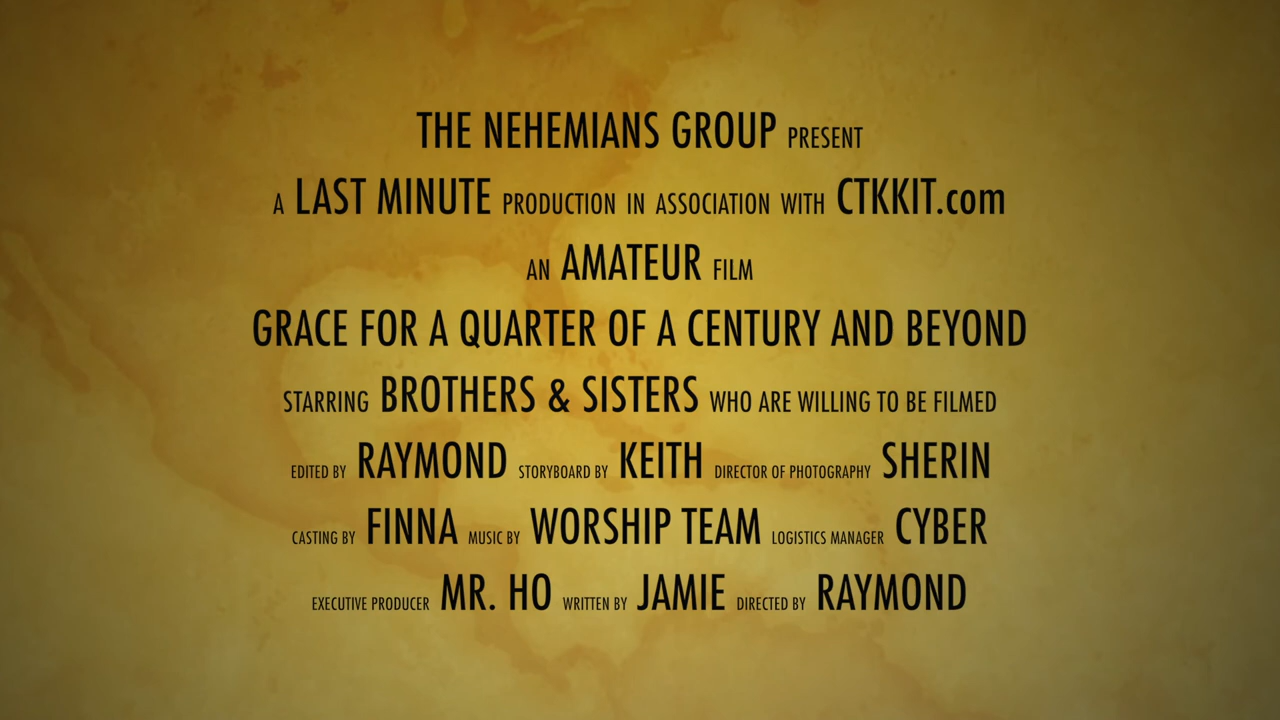 THE NEHEMIANS GROUP PRESENT
A LAST MINUTE PRODUCTION IN ASSOCIATION WITH CTKKIT.com
AN AMATEUR FILM
GRACE FOR A QUARTER OF A CENTURY AND BEYOND
STARRING BROTHERS & SISTERS WHO ARE WILLING TO BE FILMED
EDITED BY RAYMOND STORYBOARD BY KEITH DIRECTOR OF PHOTOGRAPHY SHERIN
CASTING BY FINNA MUSIC BY WORSHIP TEAM LOGISTICS MANAGER CYBER
EXECUTIVE PRODUCER MR. HO WRITTEN BY JAMIE DIRECTED BY RAYMOND